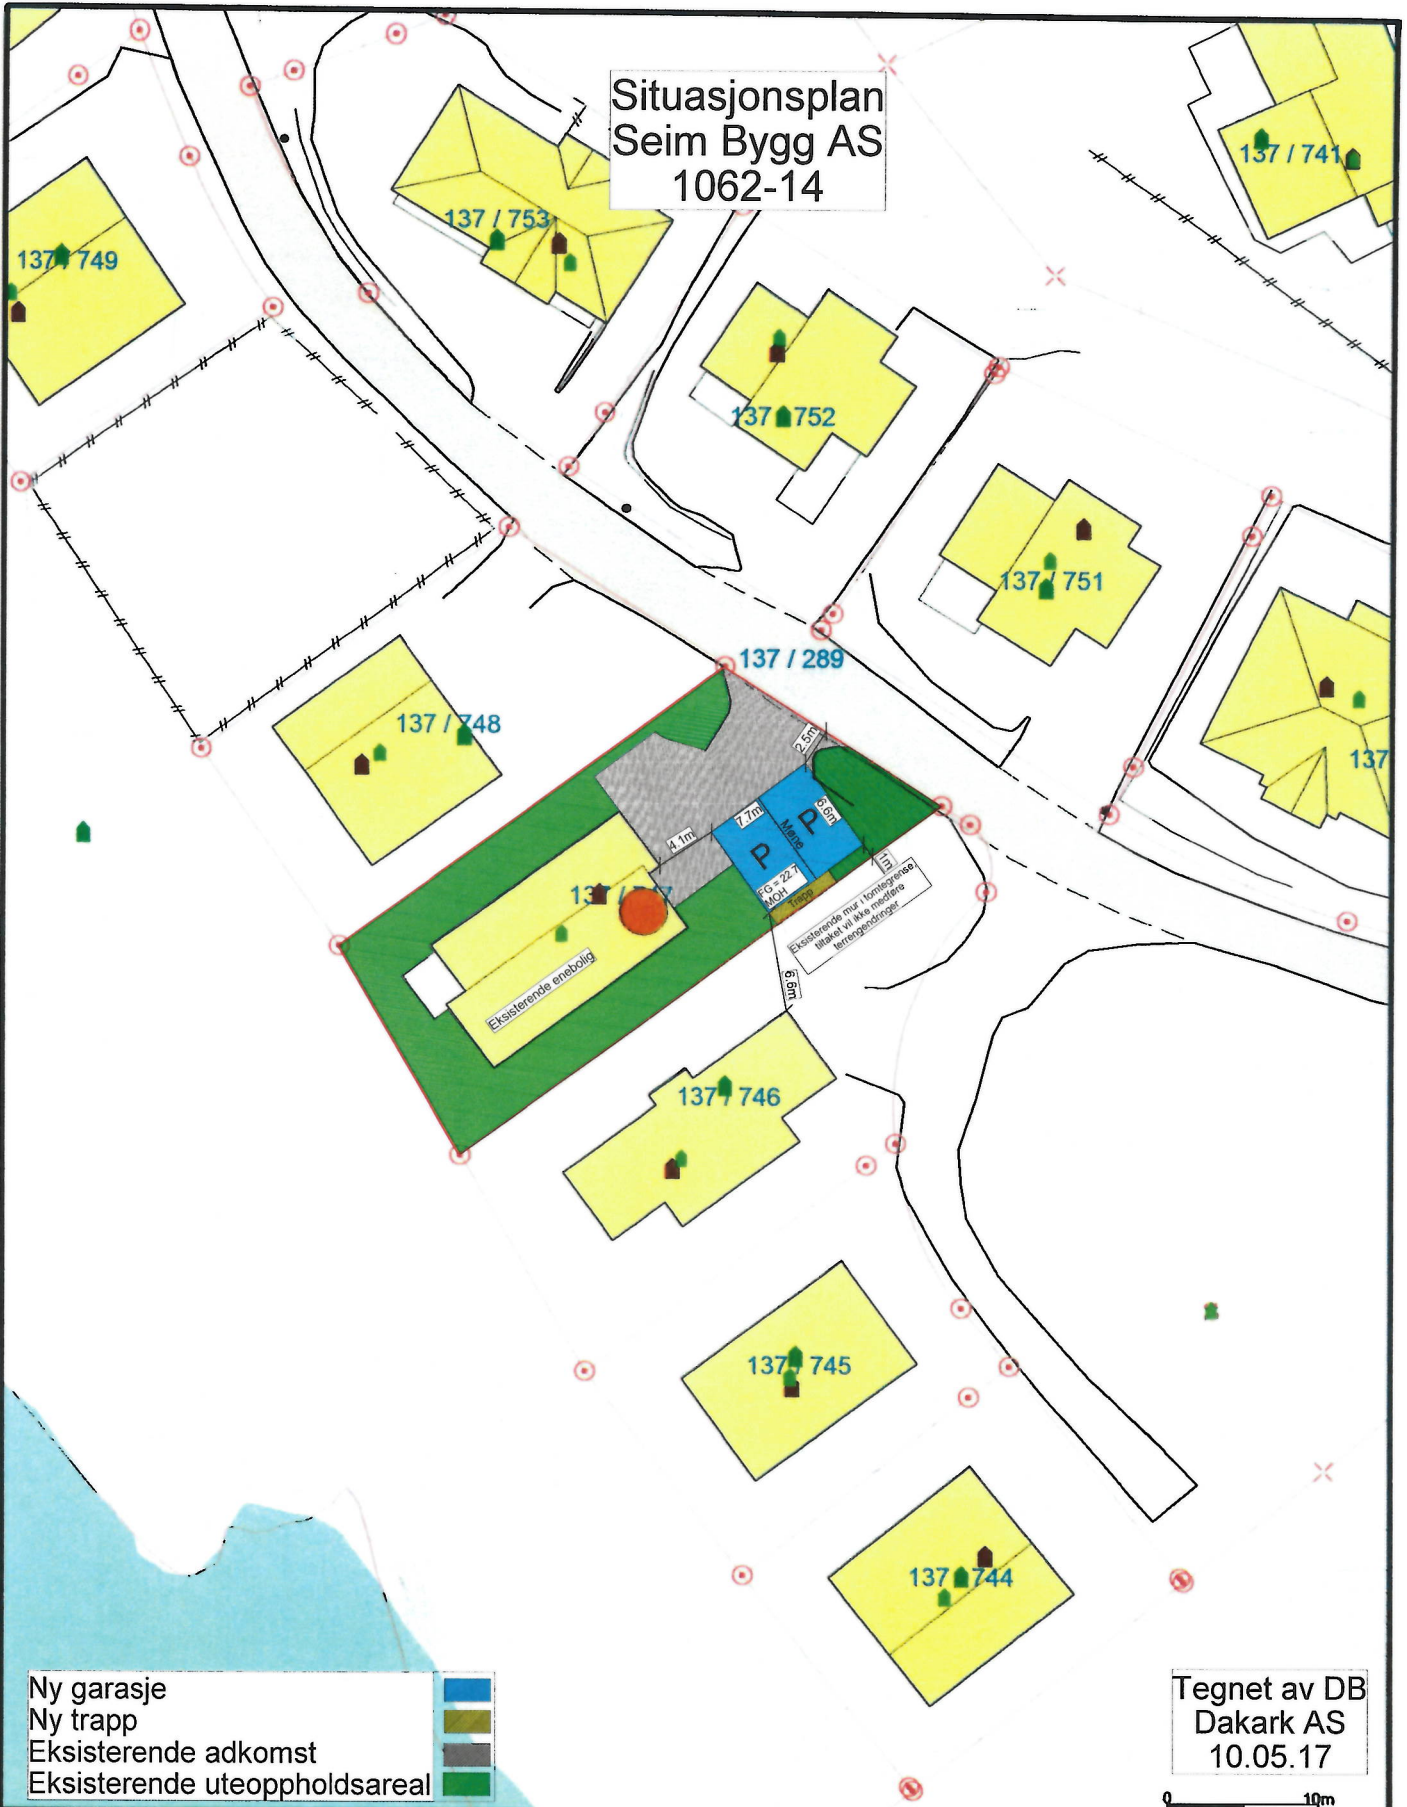 Situasjonsplan
Seim Bygg AS
1062-14
137 / 741
137 / 753
137 / 749
137 / 752
137 / 751
137 / 289
137 / 748
137
2.5m
7.7m
6.6m
Møne
P
P
4.1m
1m
FG = 22.7
MOH
Trapp
Eksisterende mur i tomtegrense,
tiltaket vil ikke medføre
terrengendringer
Eksisterende enebolig
6.6m
137 / 746
137 / 745
137 / 744
Ny garasje
Ny trapp
Eksisterende adkomst
Eksisterende uteoppholdsareal
Tegnet av DB
Dakark AS
10.05.17
0 10m